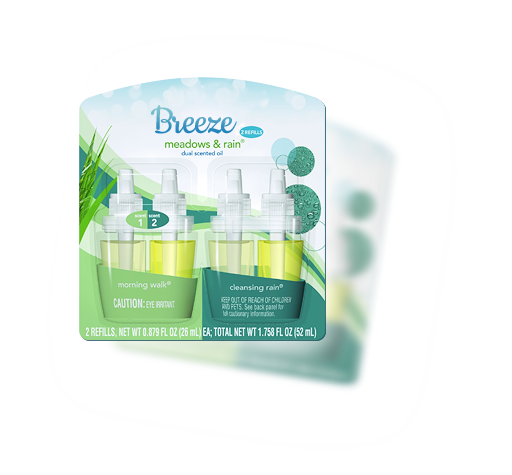 Breeze
2 REFILLS
meadows & rain®
dual scented oil
scent 1
scent 2
morning walk®
cleansing rain®
CAUTION: EYE IRRITANT
KEEP OUT OF REACH OF CHILDREN
AND PETS. See back panel for
full cautionary information.
2 REFILLS, NET WT 0.879 FL OZ (26 mL) EA; TOTAL NET WT 1.758 FL OZ (52 mL)